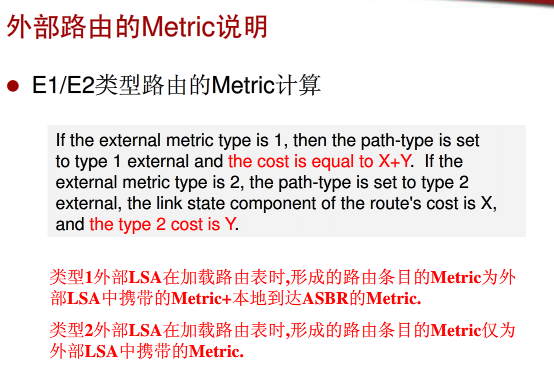 外部路由的Metric说明
E1/E2类型路由的Metric计算
If the external metric type is 1, then the path-type is set
to type 1 external and the cost is equal to X+Y.  If the
external metric type is 2, the path-type is set to type 2
external, the link state component of the route's cost is X,
and the type 2 cost is Y.
类型1外部LSA在加载路由表时,形成的路由条目的Metric为外
部LSA中携带的Metric+本地到达ASBR的Metric.
类型2外部LSA在加载路由表时,形成的路由条目的Metric仅为
外部LSA中携带的Metric.